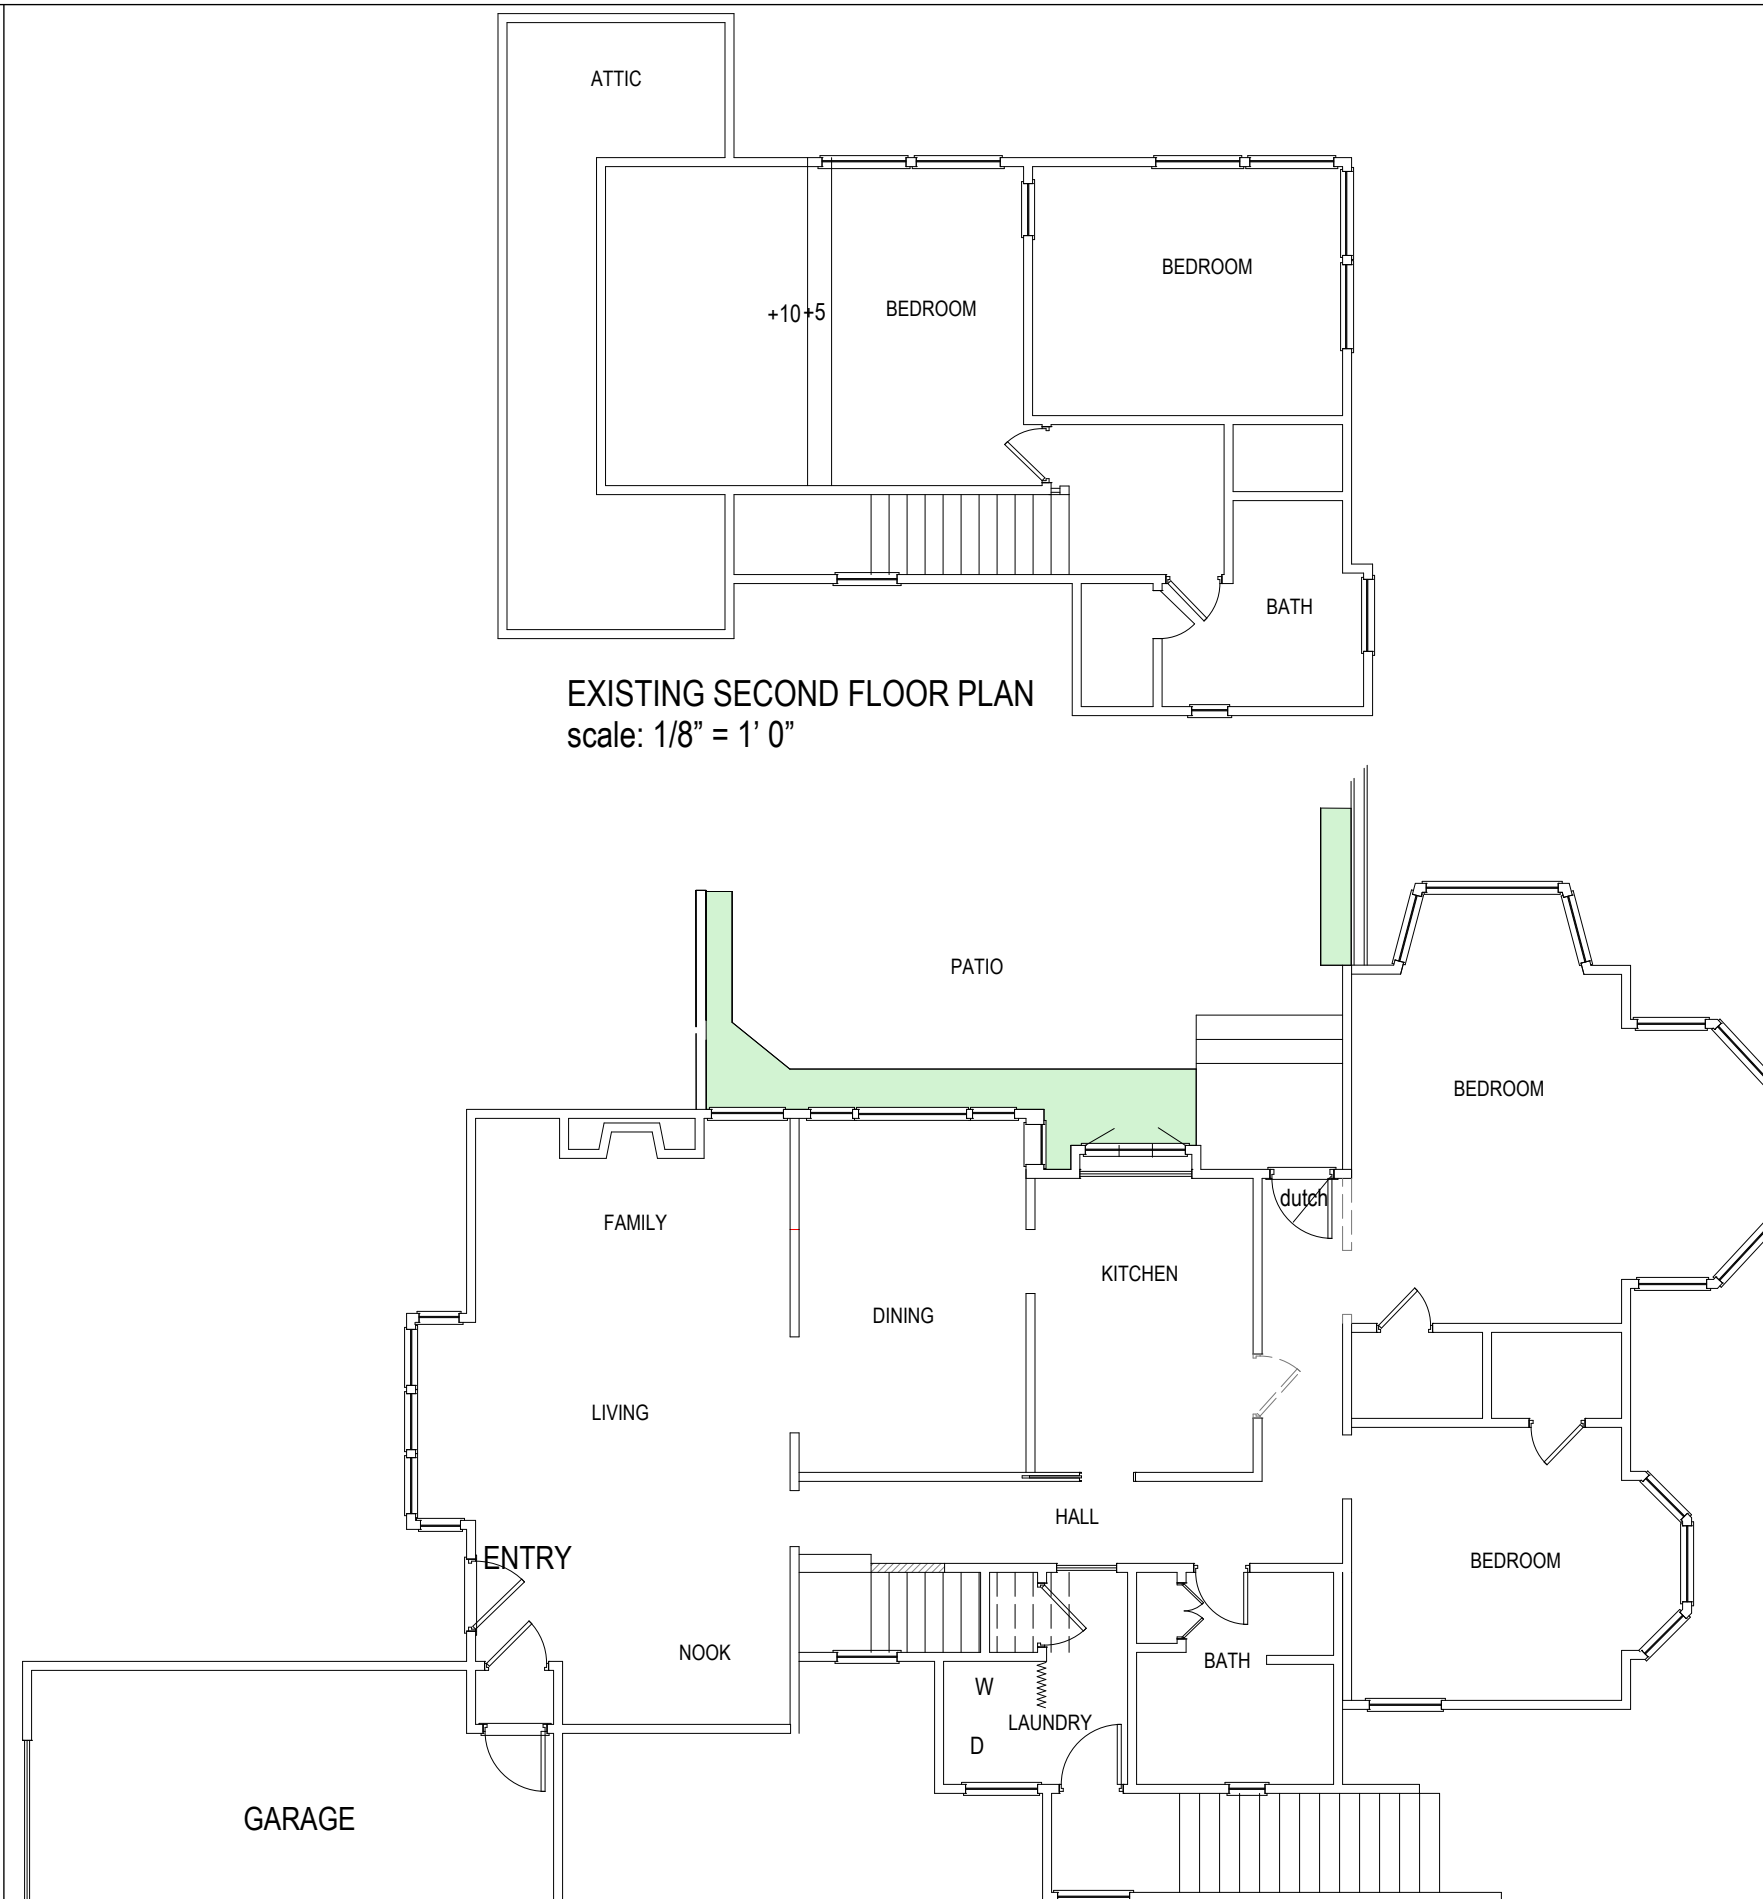 ATTIC
BEDROOM
+10 +5
BEDROOM
BATH
EXISTING SECOND FLOOR PLAN
scale: 1/8” = 1’ 0”
PATIO
BEDROOM
dutch
FAMILY
KITCHEN
DINING
LIVING
HALL
ENTRY
BEDROOM
NOOK
BATH
W
LAUNDRY
D
GARAGE